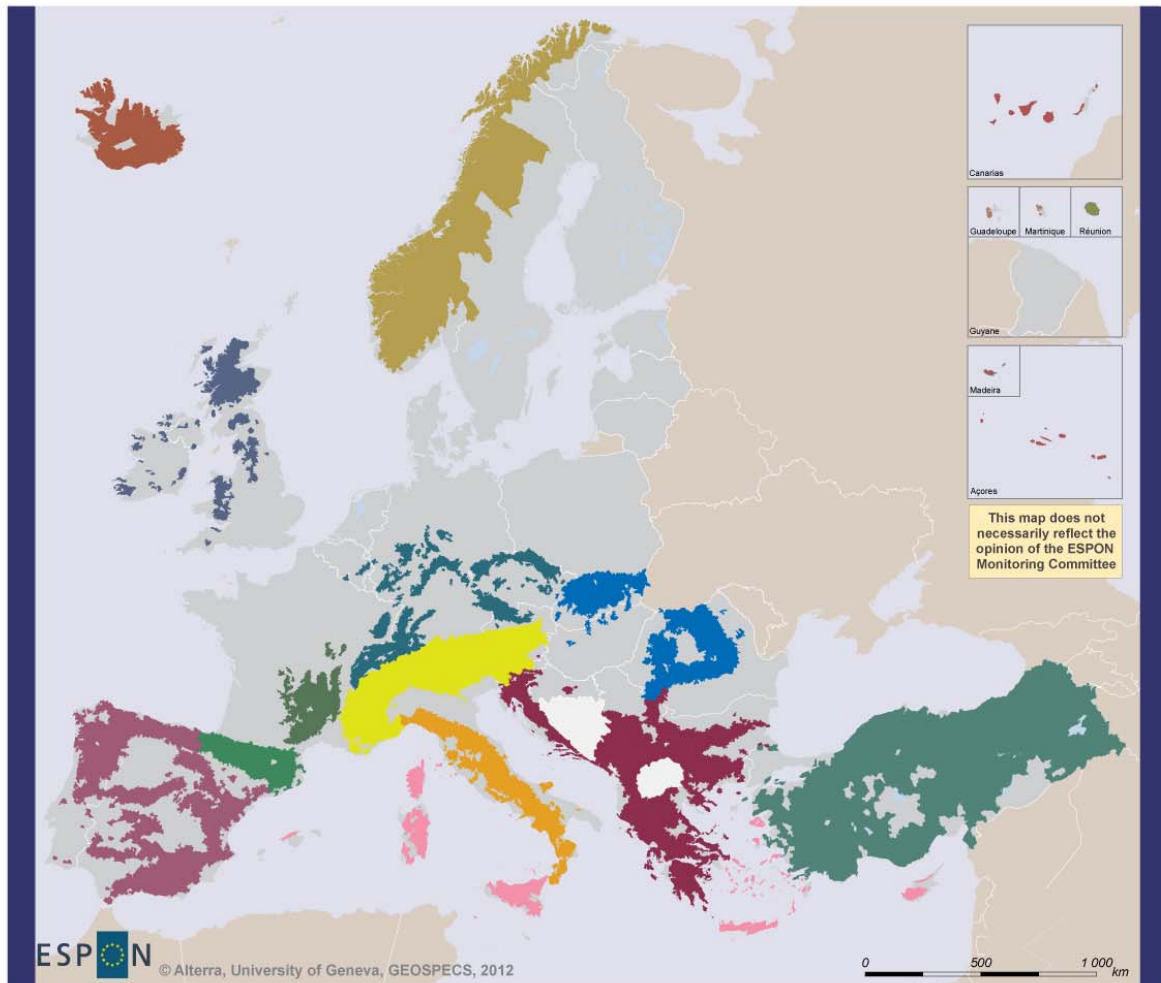 Canarias
Guadeloupe
Martinique
Réunion
Guyane
Madeira
Açores
This map does not
necessarily reflect the
opinion of the ESPON
Monitoring Committee
ESPON
© Alterra, University of Geneva, GEOSPECS, 2012
0 500 1 000
km